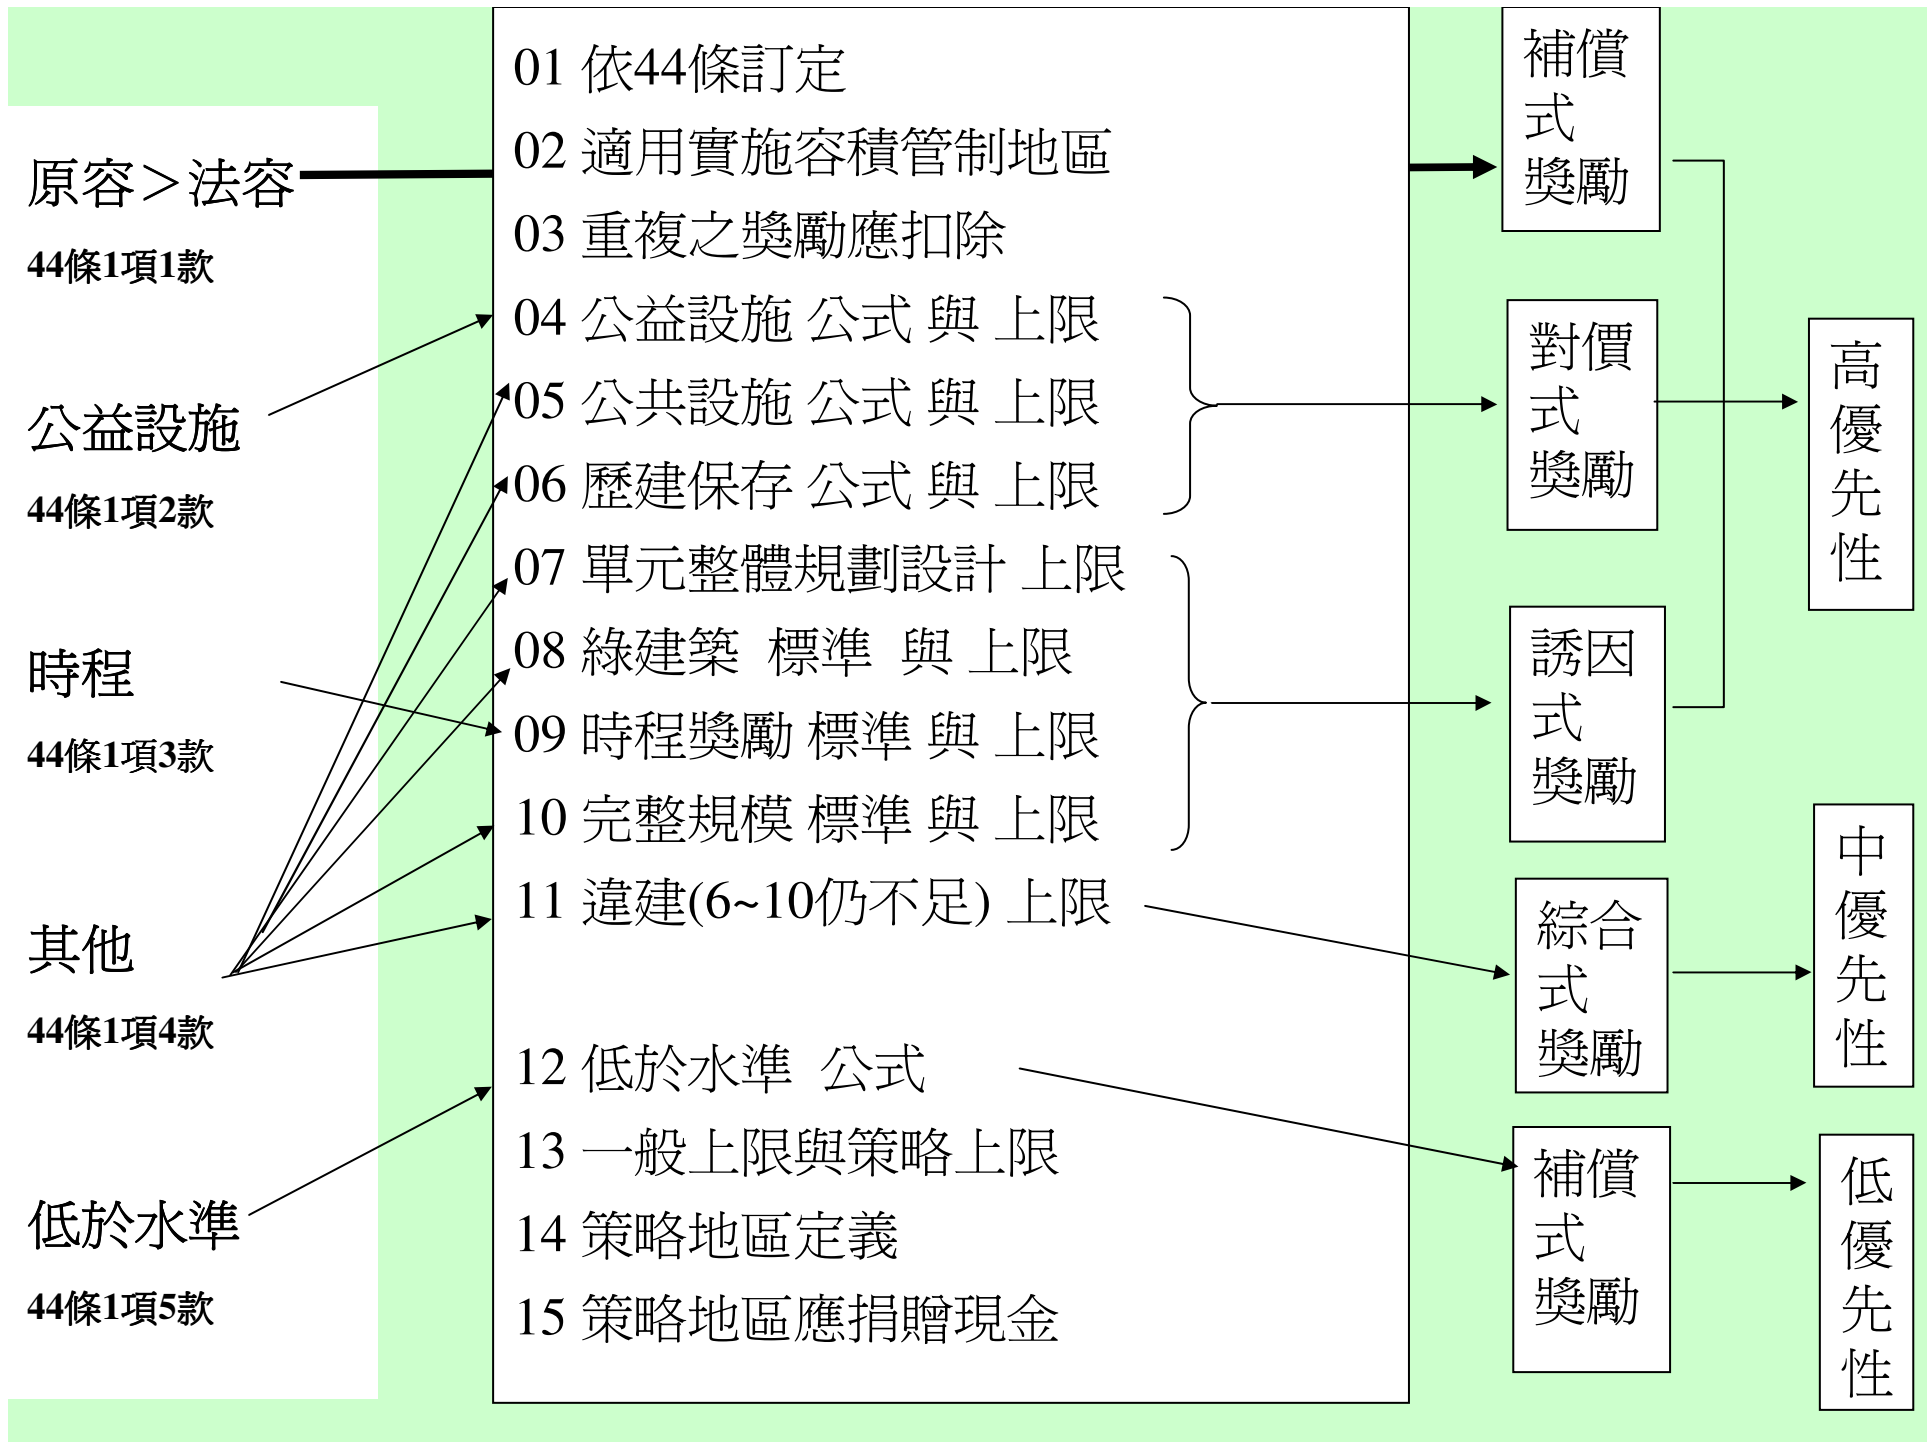 原容＞法容
44條1項1款
公益設施
44條1項2款
時程
44條1項3款
其他
44條1項4款
低於水準
44條1項5款
01 依44條訂定
02 適用實施容積管制地區
03 重複之獎勵應扣除
04 公益設施 公式 與 上限
05 公共設施 公式 與 上限
06 歷建保存 公式 與 上限
07 單元整體規劃設計 上限
08 綠建築 標準 與 上限
09 時程獎勵 標準 與 上限
10 完整規模 標準 與 上限
11 違建(6~10仍不足) 上限
12 低於水準 公式
13 一般上限與策略上限
14 策略地區定義
15 策略地區應捐贈現金
補償
式
獎勵
對價
式
獎勵
誘因
式
獎勵
綜合
式
獎勵
補償
式
獎勵
高
優
先
性
中
優
先
性
低
優
先
性